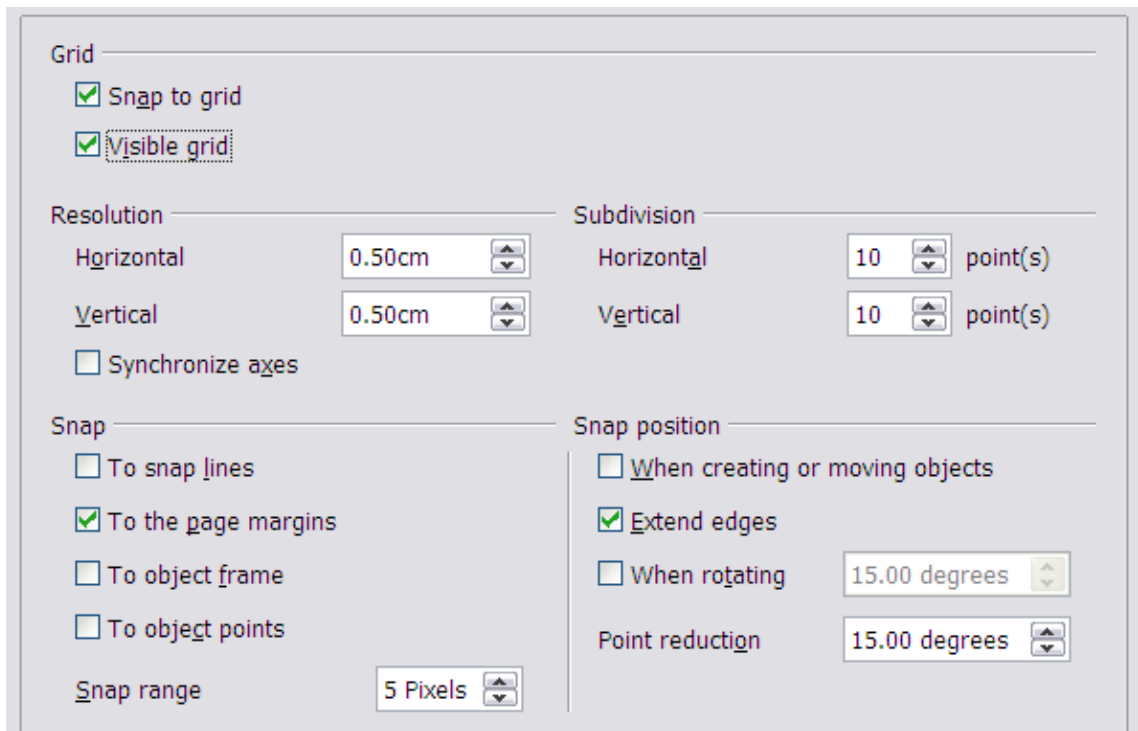 Grid
Snap to grid
Visible grid
Resolution
Horizontal 0.50cm
Vertical 0.50cm
Synchronize axes
Subdivision
Horizontal 10 point(s)
Vertical 10 point(s)
Snap
To snap lines
To the page margins
To object frame
To object points
Snap range 5 Pixels
Snap position
When creating or moving objects
Extend edges
When rotating 15.00 degrees
Point reduction 15.00 degrees